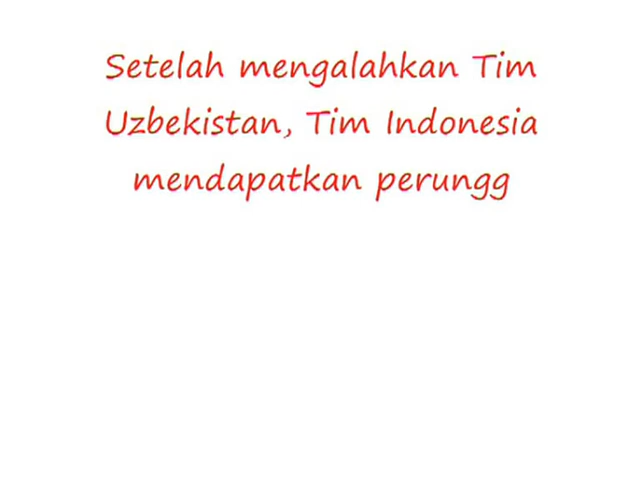 Setelah mengalahkan Tim
Uzbekistan, Tim Indonesia
mendapatkan perungg